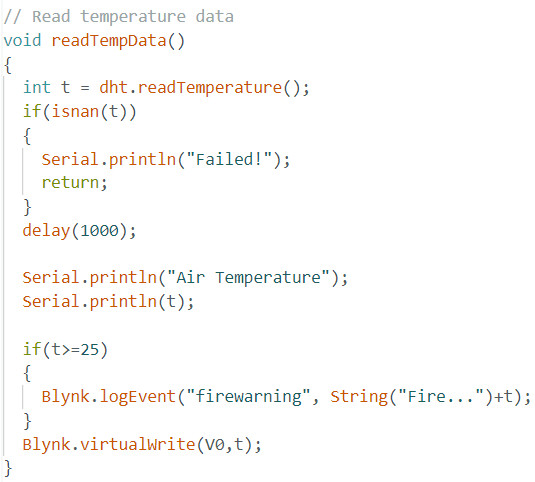 // Read temperature data
void readTempData()
{
  int t = dht.readTemperature();
  if(isnan(t))
  {
    Serial.println("Failed!");
    return;
  }
  delay(1000);

  Serial.println("Air Temperature");
  Serial.println(t);

  if(t>=25)
  {
    Blynk.logEvent("firewarning", String("Fire...")+t);
  }
  Blynk.virtualWrite(V0,t);
}